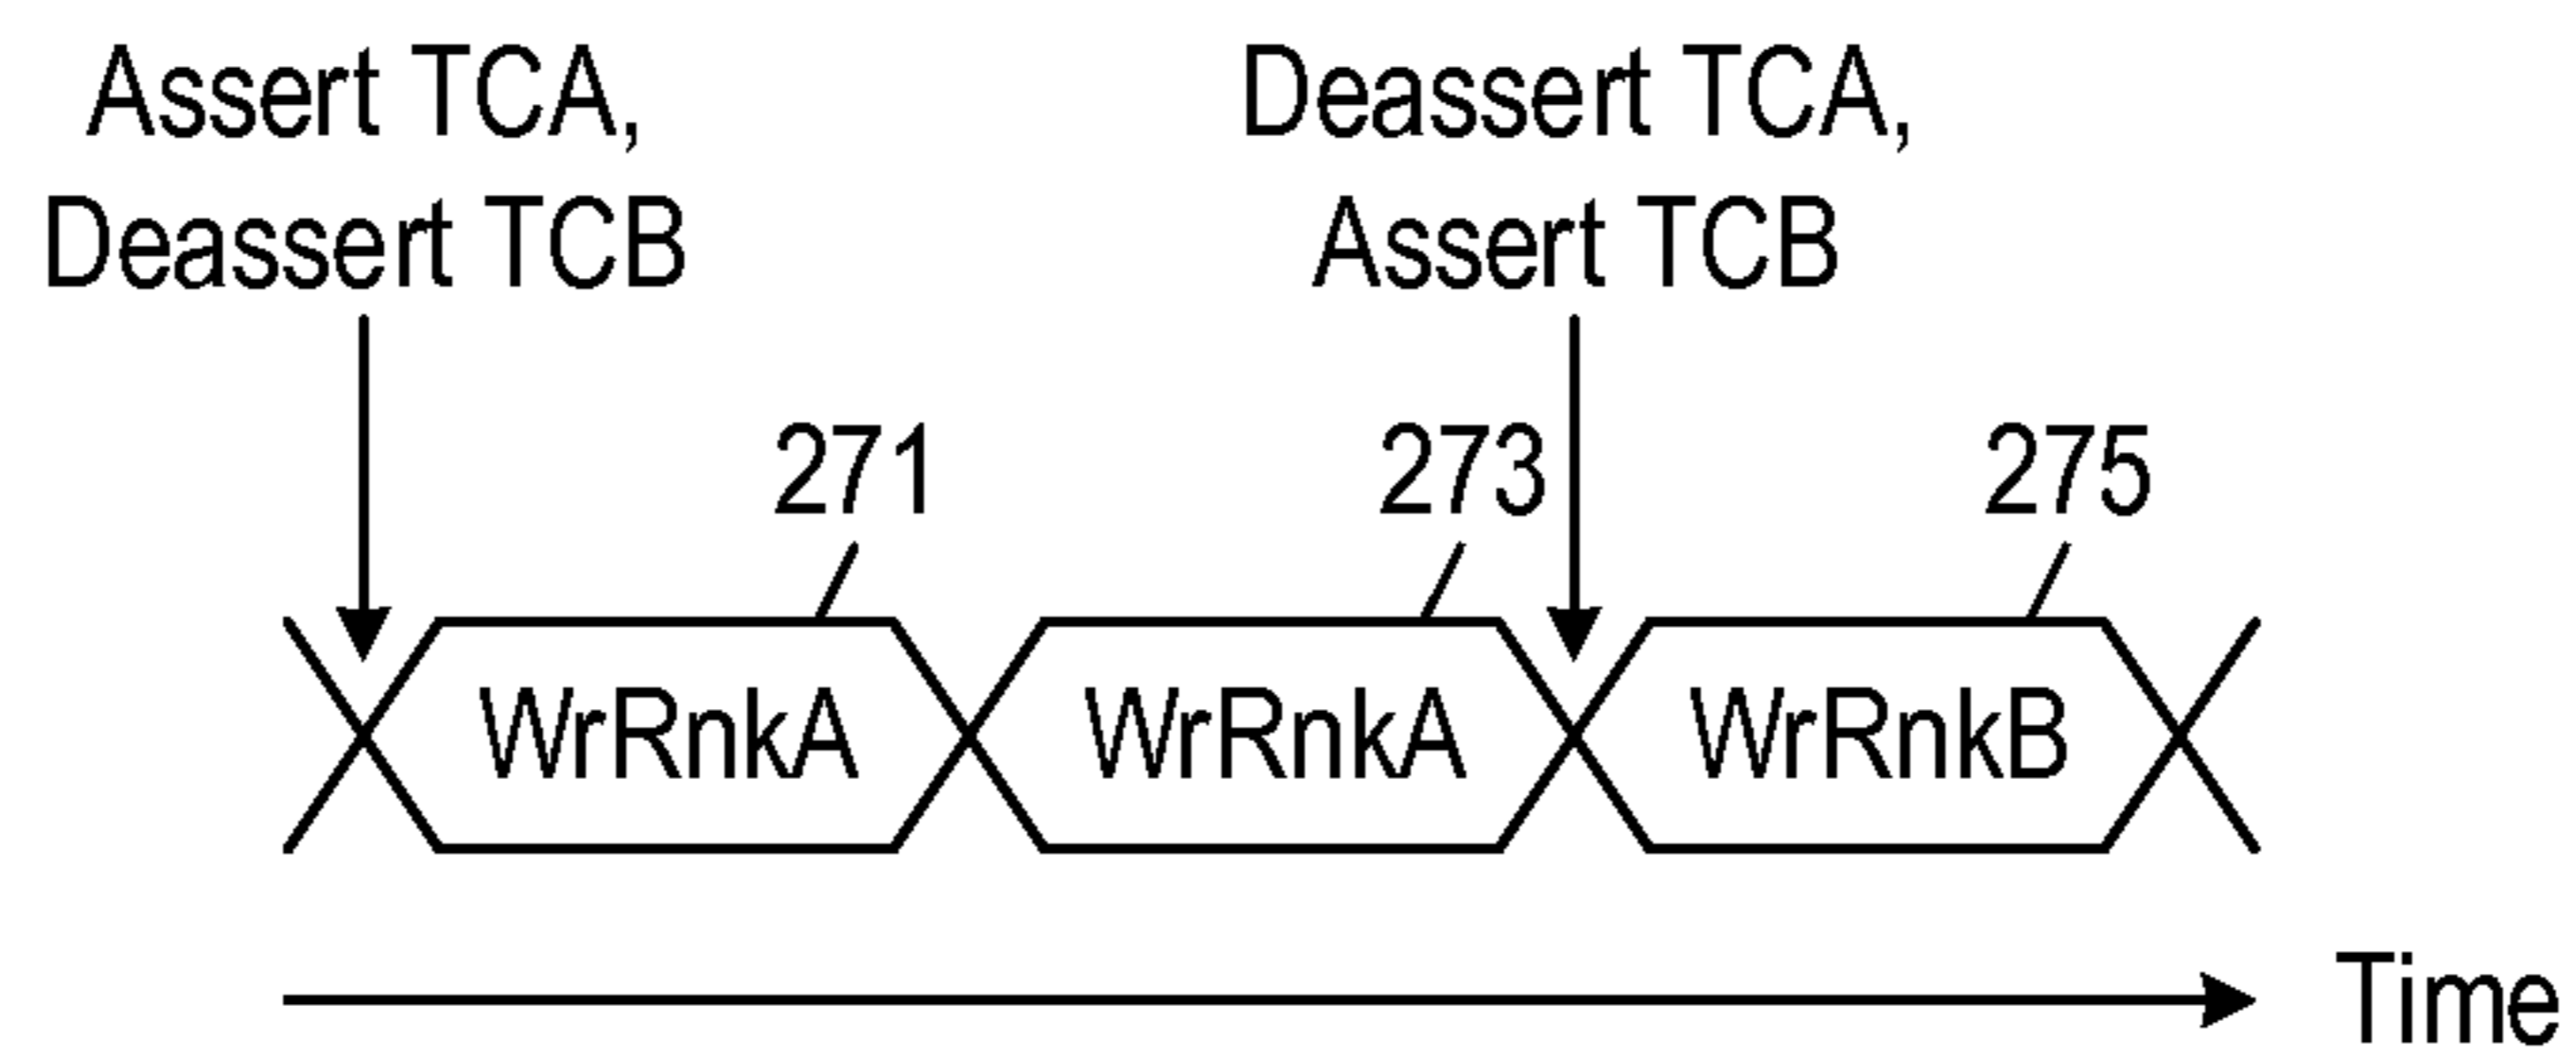 Assert TCA,
Deassert TCB
Deassert TCA,
Assert TCB
271
273
275
WrRnkA
WrRnkA
WrRnkB
Time